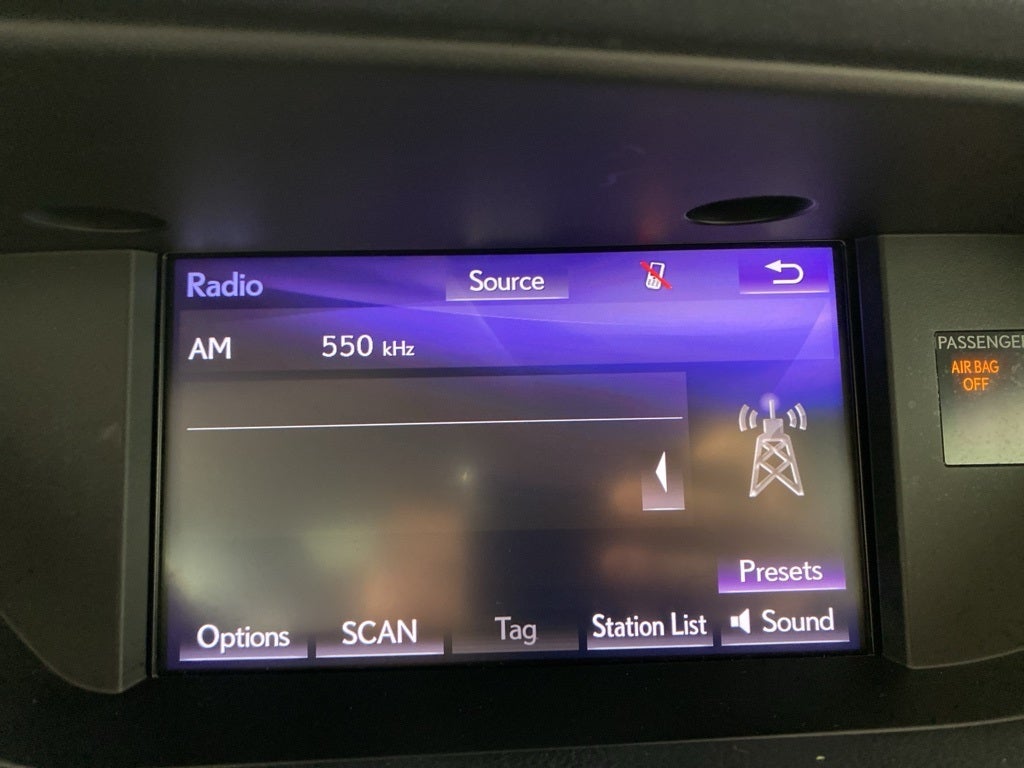 Radio
Source
AM 550 kHz
PASSENGER
AIR BAG
OFF
Presets
Options
SCAN
Tag
Station List
Sound